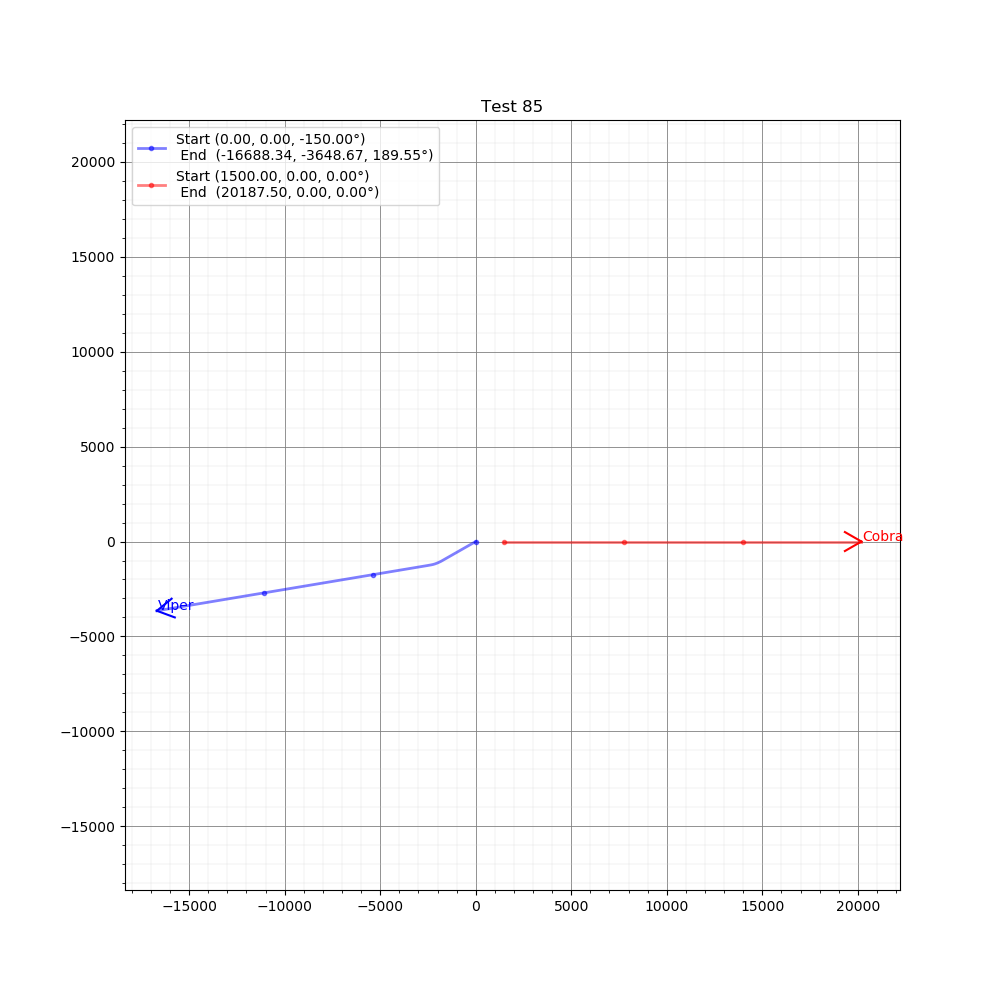 Test 85
Start (0.00, 0.00, -150.00°)
End (-16688.34, -3648.67, 189.55°)
Start (1500.00, 0.00, 0.00°)
End (20187.50, 0.00, 0.00°)
20000
15000
10000
5000
0
−5000
−10000
−15000
Cobra
Viper
−15000 −10000 −5000 0 5000 10000 15000 20000